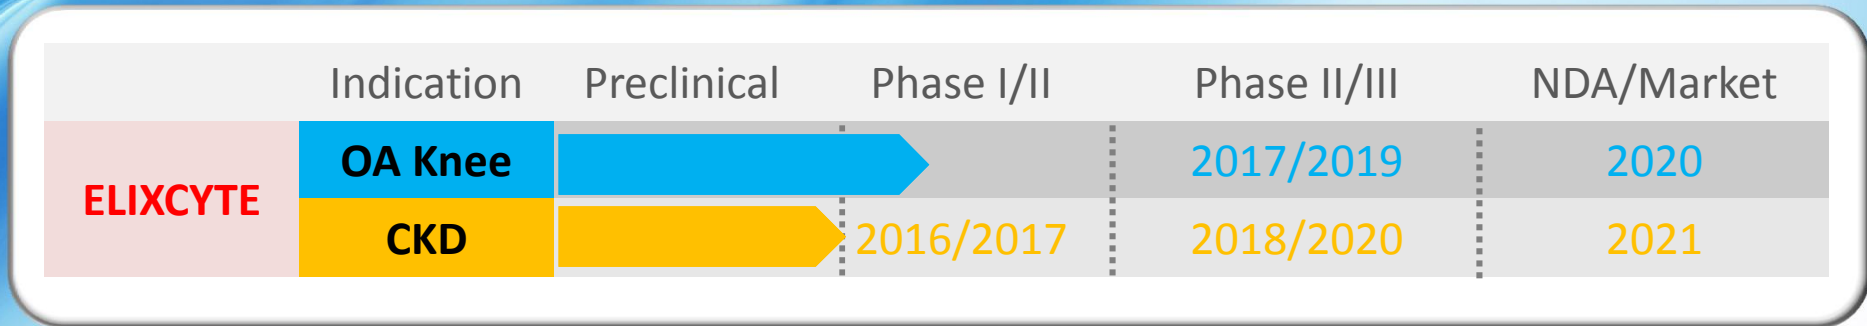 Indication Preclinical Phase I/II Phase II/III NDA/Market
ELIXCYTE
OA Knee 2017/2019 2020
CKD 2016/2017 2018/2020 2021